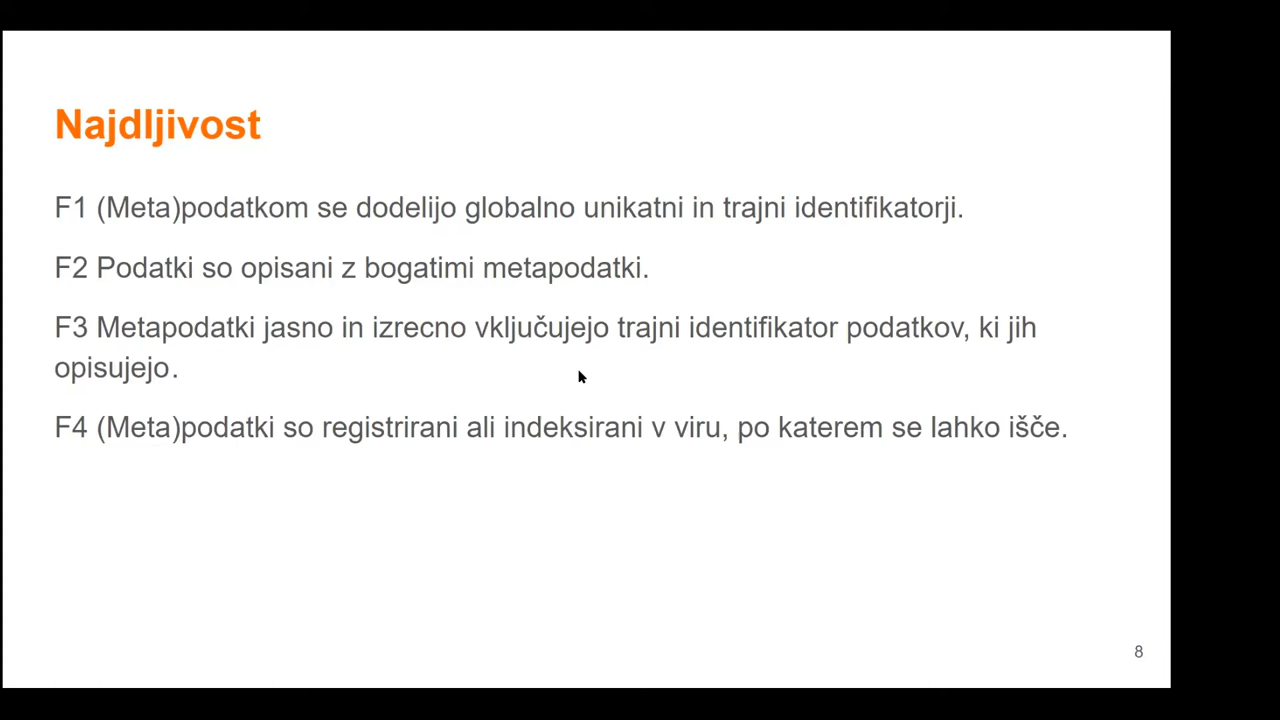 Najdljivost
F1 (Meta)podatkom se dodelijo globalno unikatni in trajni identifikatorji.
F2 Podatki so opisani z bogatimi metapodatki.
F3 Metapodatki jasno in izrecno vključujejo trajni identifikator podatkov, ki jih
opisujejo.
F4 (Meta)podatki so registrirani ali indeksirani v viru, po katerem se lahko išče.
8